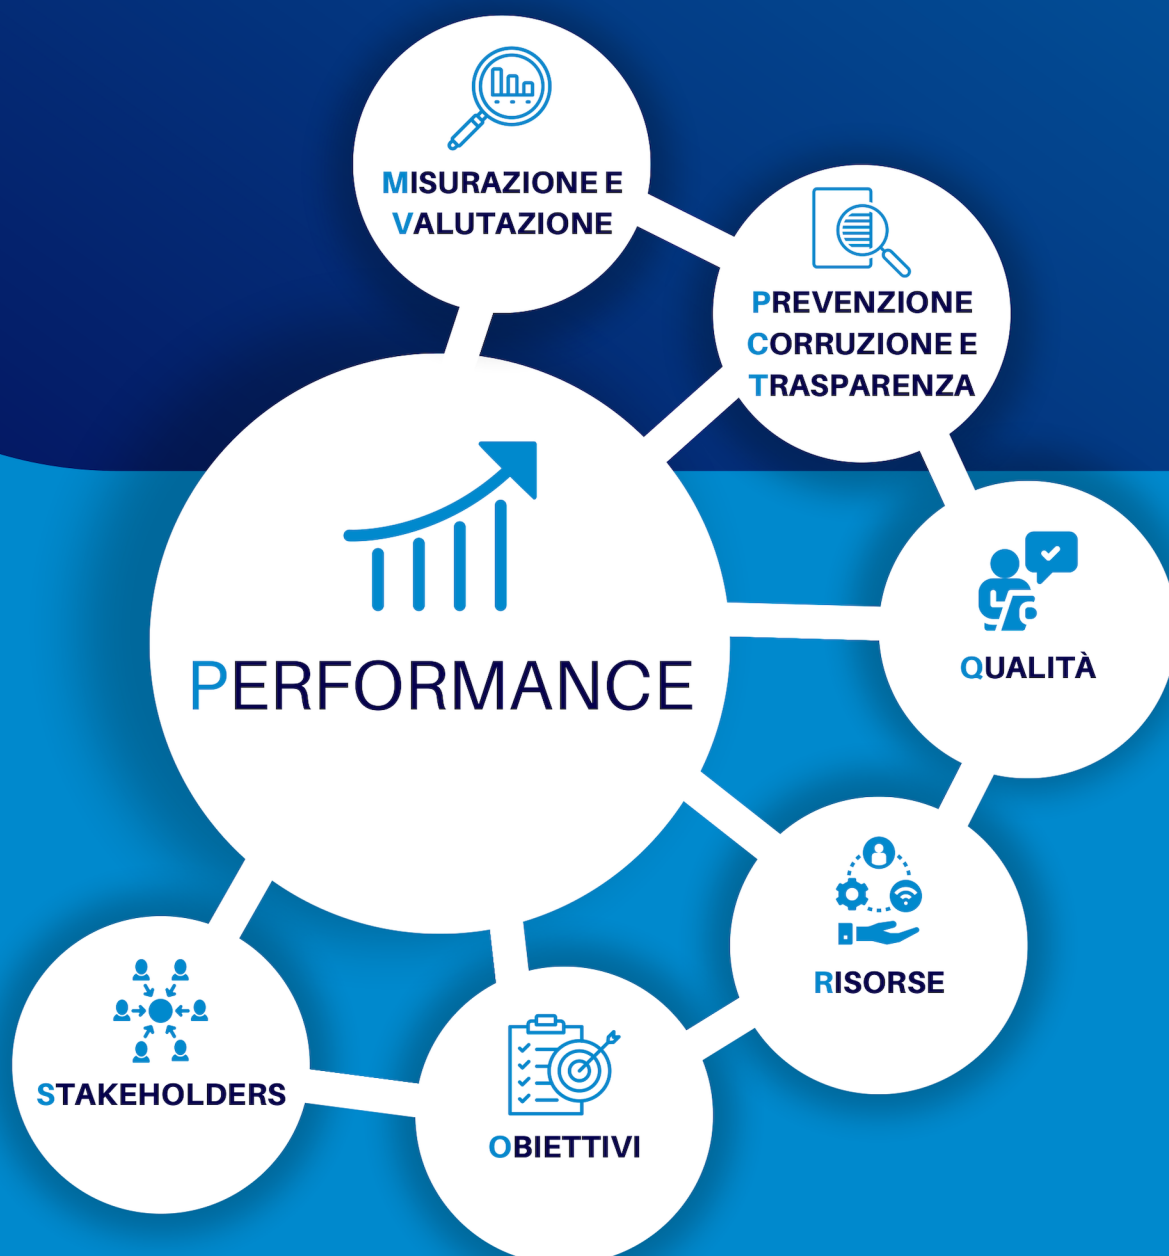 MISURAZIONE E
VALUTAZIONE
PREVENZIONE
CORRUZIONE E
TRASPARENZA
PERFORMANCE
QUALITÀ
RISORSE
STAKEHOLDERS
OBIETTIVI